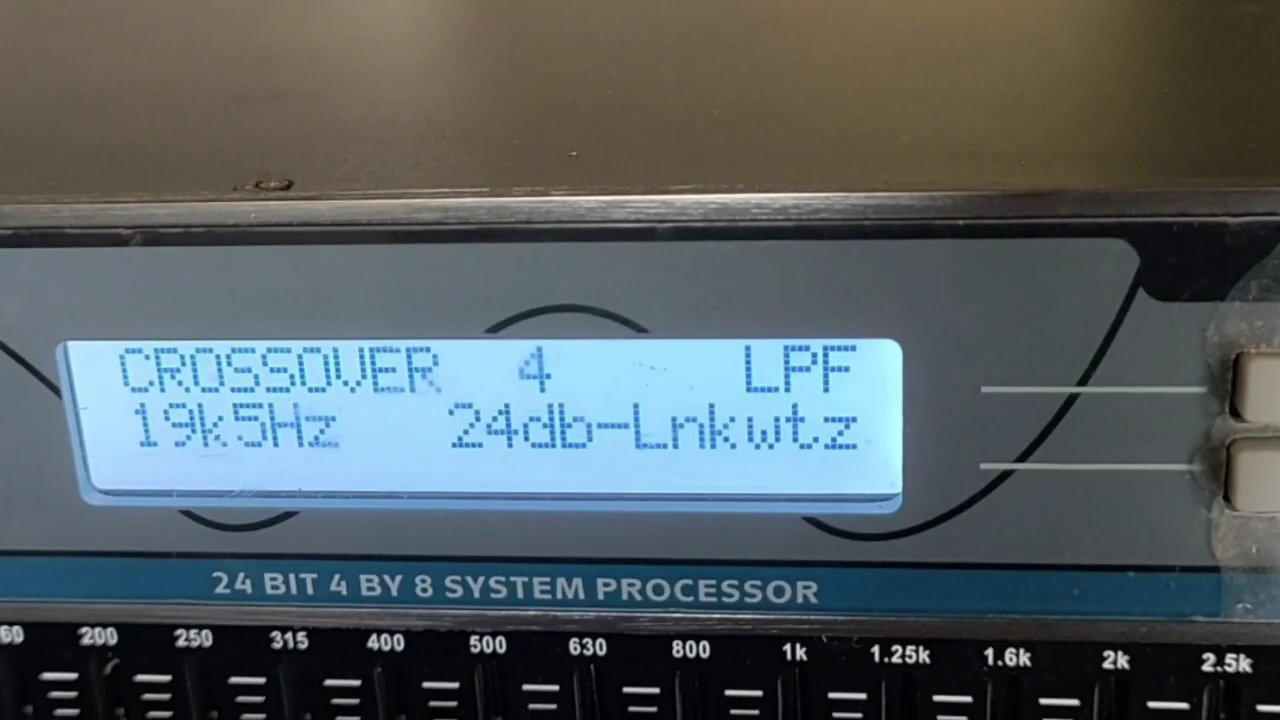 CROSSOVER 4 LPF
19k5Hz 24db-Lnkwtz
24 BIT 4 BY 8 SYSTEM PROCESSOR
200 250 315 400 500 630 800 1k 1.25k 1.6k 2k 2.5k